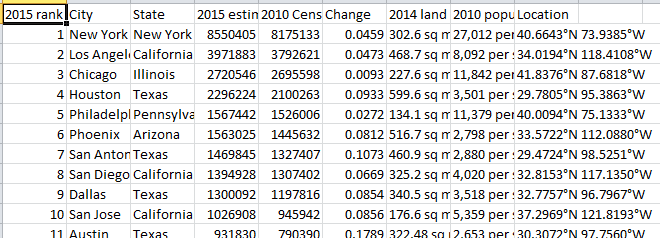 2015 rank City State 2015 estin 2010 Cens Change 2014 land 2010 popu Location
1 New York New York 8550405 8175133 0.0459 302.6 sq m 27,012 per 40.6643°N 73.9385°W
2 Los Angel California 3971883 3792621 0.0473 468.7 sq m 8,092 per s 34.0194°N 118.4108°W
3 Chicago Illinois 2720546 2695598 0.0093 227.6 sq m 11,842 per 41.8376°N 87.6818°W
4 Houston Texas 2296224 2100263 0.0933 599.6 sq m 3,501 per s 29.7805°N 95.3863°W
5 Philadelp Pennsylva 1567442 1526006 0.0272 134.1 sq m 11,379 per 40.0094°N 75.1333°W
6 Phoenix Arizona 1563025 1445632 0.0812 516.7 sq m 2,798 per s 33.5722°N 112.0880°W
7 San Anton Texas 1469845 1327407 0.1073 460.9 sq m 2,880 per s 29.4724°N 98.5251°W
8 San Diego California 1394928 1307402 0.0669 325.2 sq m 4,020 per s 32.8153°N 117.1350°W
9 Dallas Texas 1300092 1197816 0.0854 340.5 sq m 3,518 per s 32.7757°N 96.7967°W
10 San Jose California 1026908 945942 0.0856 176.6 sq m 5,359 per s 37.2969°N 121.8193°W
11 Austin Texas 931830 790390 0.1789 322.48 sq m 2,653 per s 30.3072°N 97.7560°W